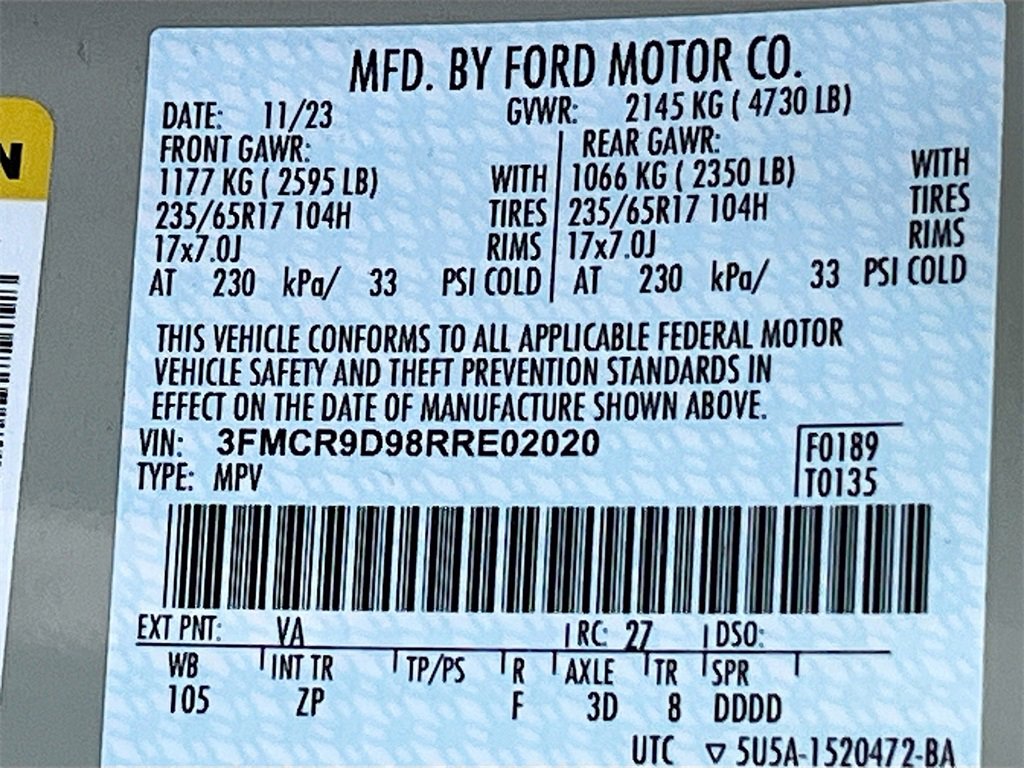 N
MFD. BY FORD MOTOR CO.
DATE: 11/23 GVWR: 2145 KG ( 4730 LB)
FRONT GAWR: REAR GAWR:
1177 KG ( 2595 LB) WITH 1066 KG ( 2350 LB) WITH
235/65R17 104H TIRES 235/65R17 104H TIRES
17x7.0J RIMS 17x7.0J RIMS
AT 230 kPa/ 33 PSI COLD AT 230 kPa/ 33 PSI COLD
THIS VEHICLE CONFORMS TO ALL APPLICABLE FEDERAL MOTOR
VEHICLE SAFETY AND THEFT PREVENTION STANDARDS IN
EFFECT ON THE DATE OF MANUFACTURE SHOWN ABOVE.
VIN: 3FMCR9D98RRE02020 F0189
TYPE: MPV T0135
EXT PNT: VA RC: 27 DSO:
WB INT TR TP/PS R AXLE TR SPR
105 ZP F 3D 8 DDDD
UTC ▽ 5U5A-1520472-BA